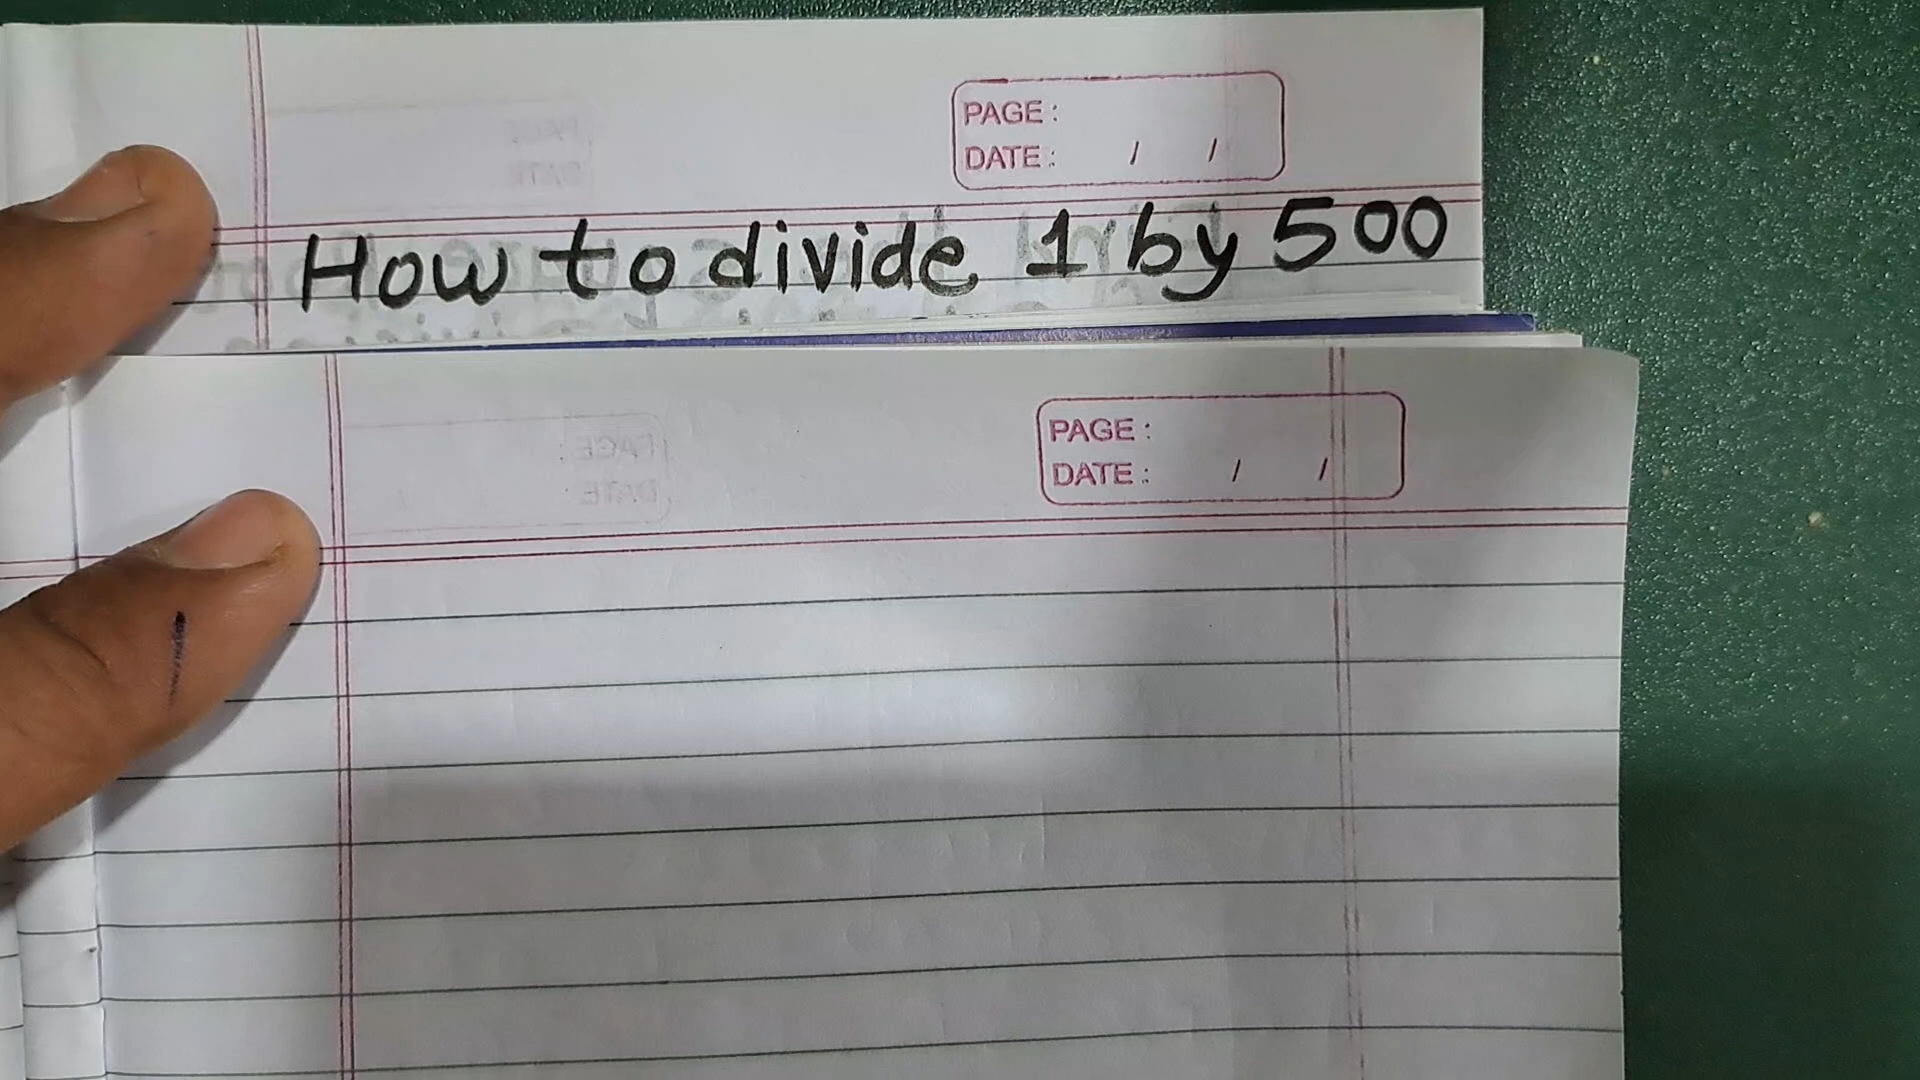 PAGE :
DATE : / /
How to divide 1 by 500
PAGE :
DATE : / /